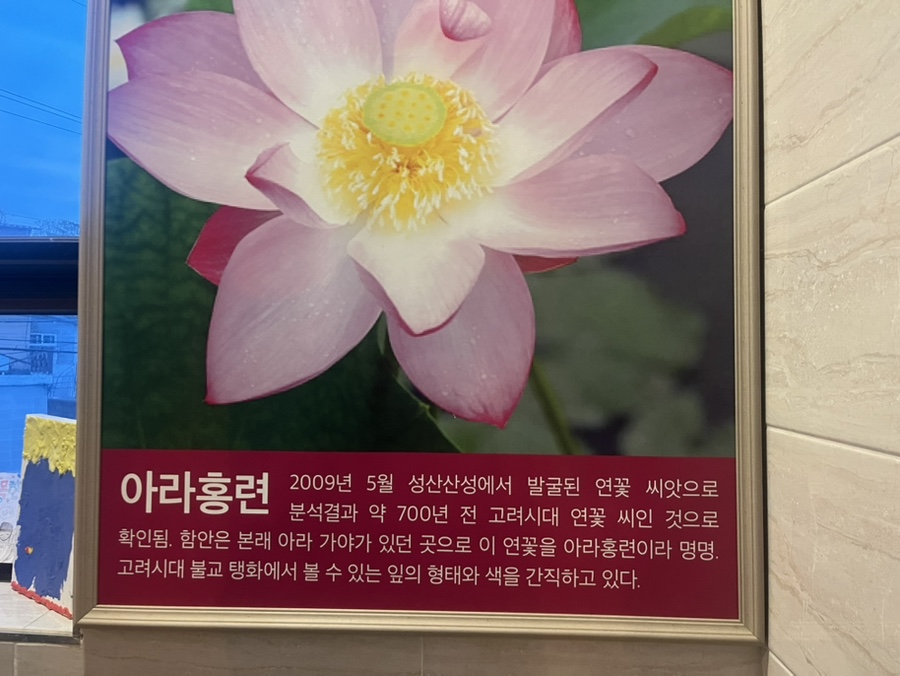 아라홍련
2009년 5월 성산산성에서 발굴된 연꽃 씨앗으로
분석결과 약 700년 전 고려시대 연꽃 씨인 것으로
확인됨. 함안은 본래 아라 가야가 있던 곳으로 이 연꽃을 아라홍련이라 명명.
고려시대 불교 탱화에서 볼 수 있는 잎의 형태와 색을 간직하고 있다.